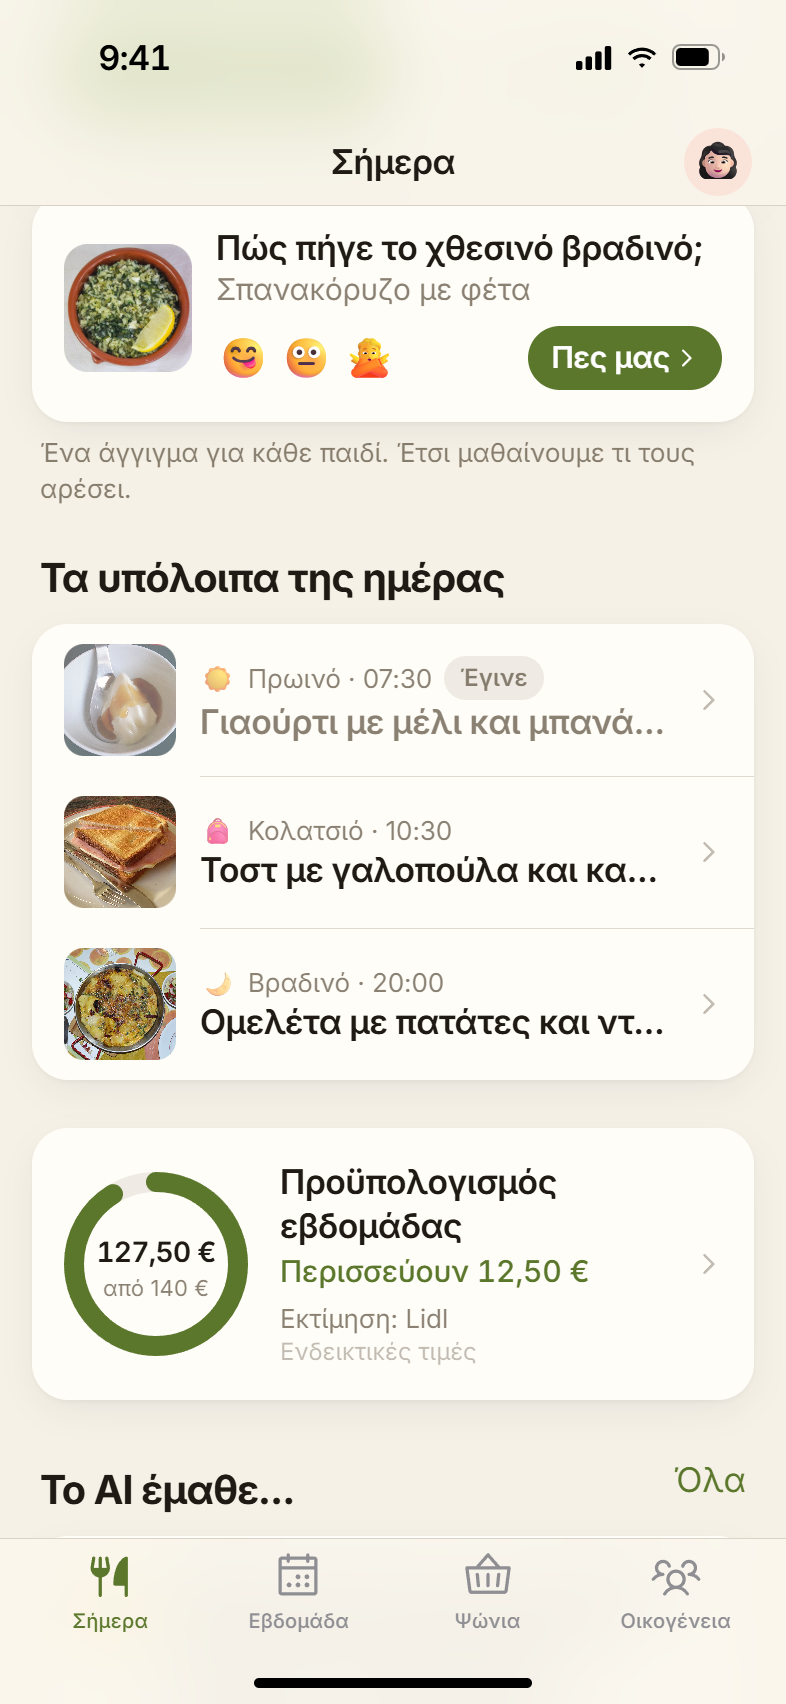 9:41
Σήμερα
Πώς πήγε το χθεσινό βραδινό;
Σπανακόρυζο με φέτα
Πες μας
Ένα άγγιγμα για κάθε παιδί. Έτσι μαθαίνουμε τι τους
αρέσει.
Τα υπόλοιπα της ημέρας
Πρωινό · 07:30 Έγινε
Γιαούρτι με μέλι και μπανά...
Κολατσιό · 10:30
Τοστ με γαλοπούλα και κα...
Βραδινό · 20:00
Ομελέτα με πατάτες και ντ...
127,50 €
από 140 €
Προϋπολογισμός
εβδομάδας
Περισσεύουν 12,50 €
Εκτίμηση: Lidl
Ενδεικτικές τιμές
Το AI έμαθε...
Όλα
Σήμερα
Εβδομάδα
Ψώνια
Οικογένεια